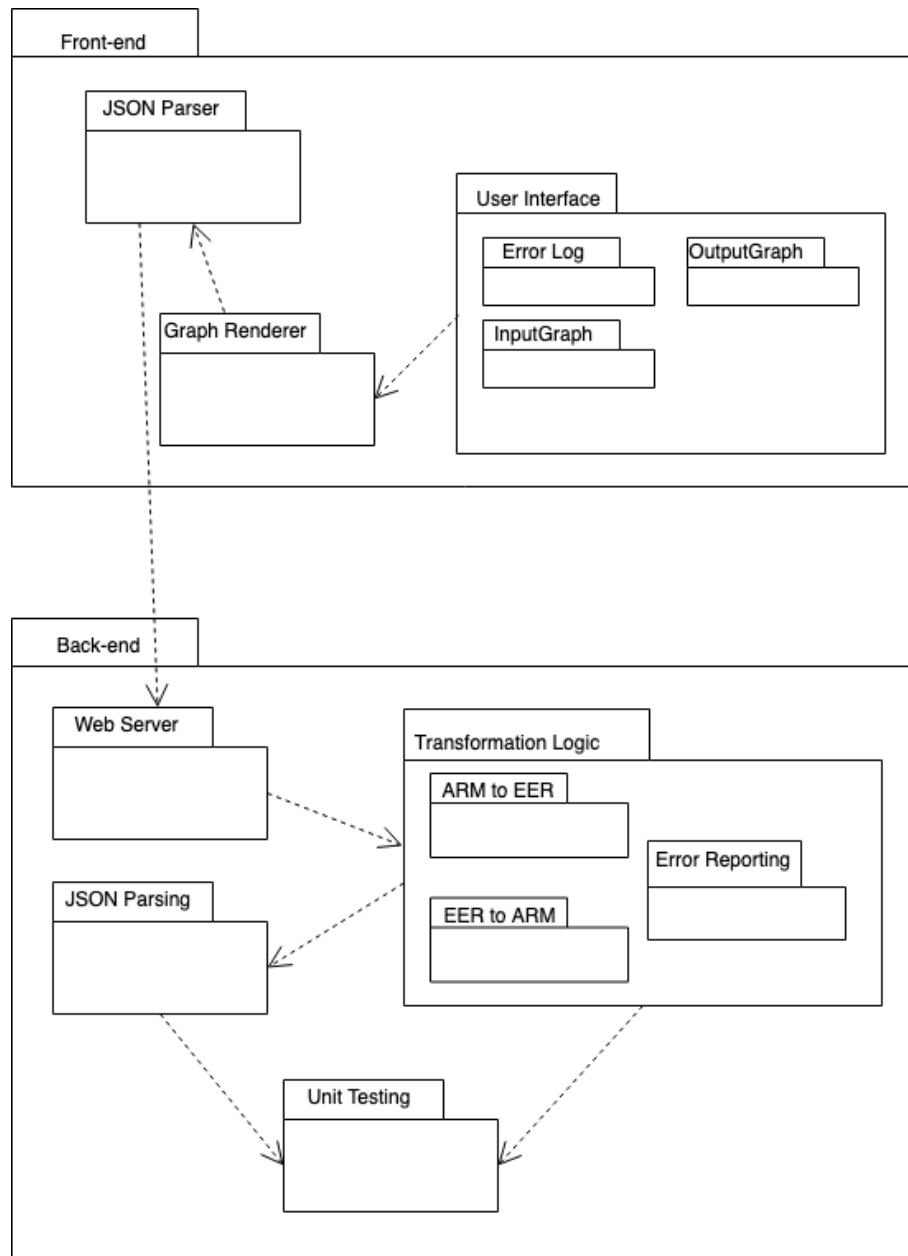 Front-end
JSON Parser
User Interface
Error Log
OutputGraph
Graph Renderer
InputGraph
Back-end
Web Server
Transformation Logic
ARM to EER
Error Reporting
JSON Parsing
EER to ARM
Unit Testing